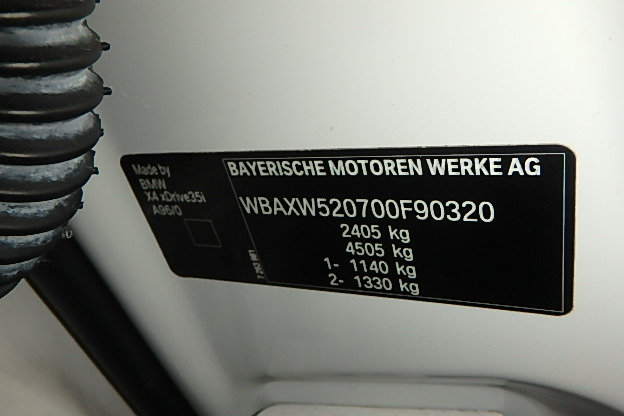 Made by
BMW
X4 xDrive35i
A96/0
BAYERISCHE MOTOREN WERKE AG
WBAXW520700F90320
2405 kg
4505 kg
1- 1140 kg
2- 1330 kg